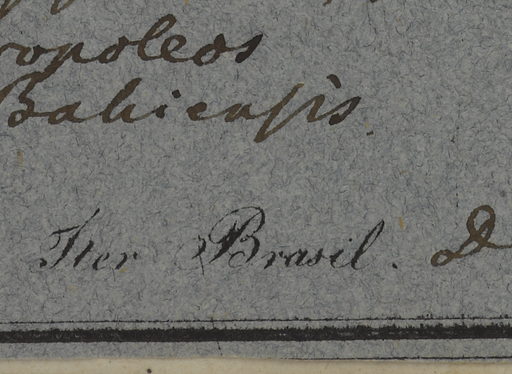 ropoleos
Bahiensis
Iter Brasil. D